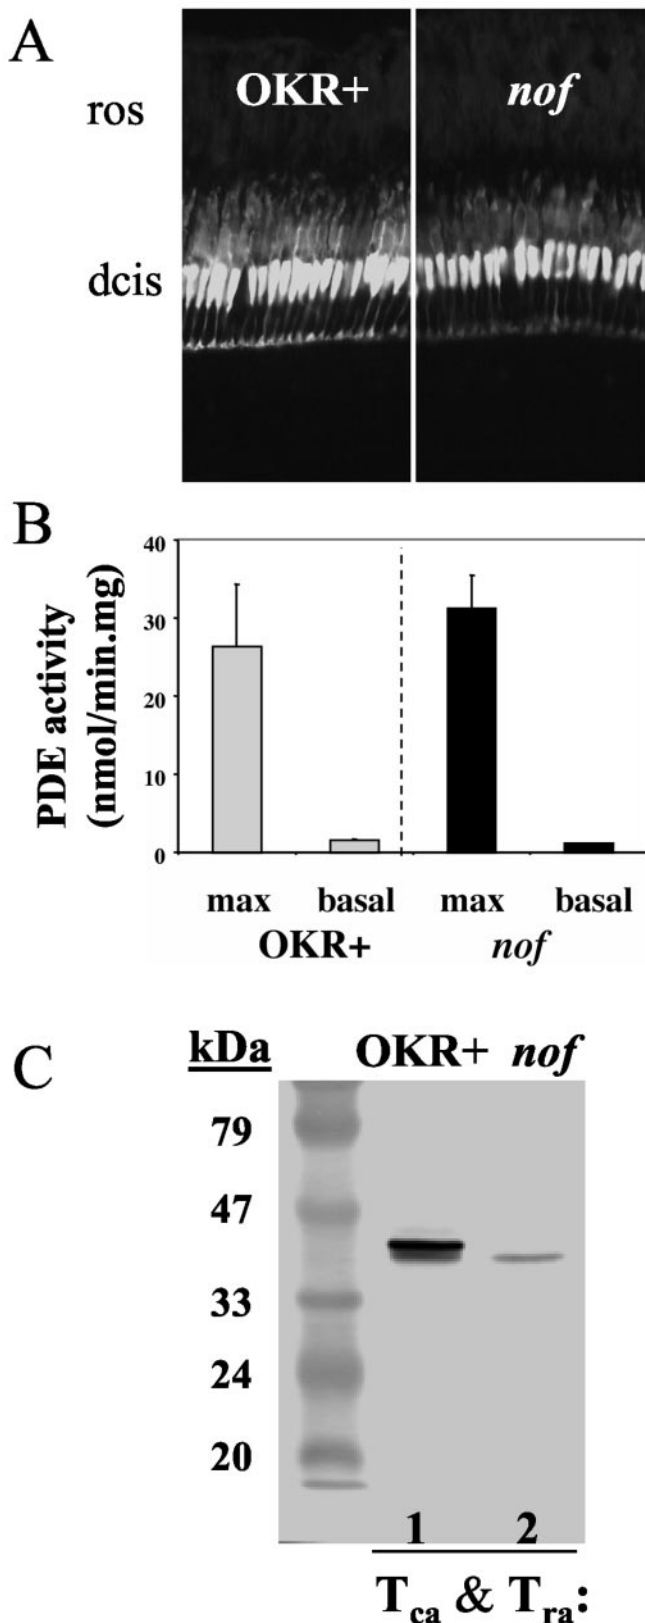 A
OKR+ nof
ros
dcis
B
40
30
20
10
0
PDE activity
(nmol/min.mg)
max basal max basal
OKR+ nof
C
kDa OKR+ nof
79
47
33
24
20
1 2
Tca & Tra: